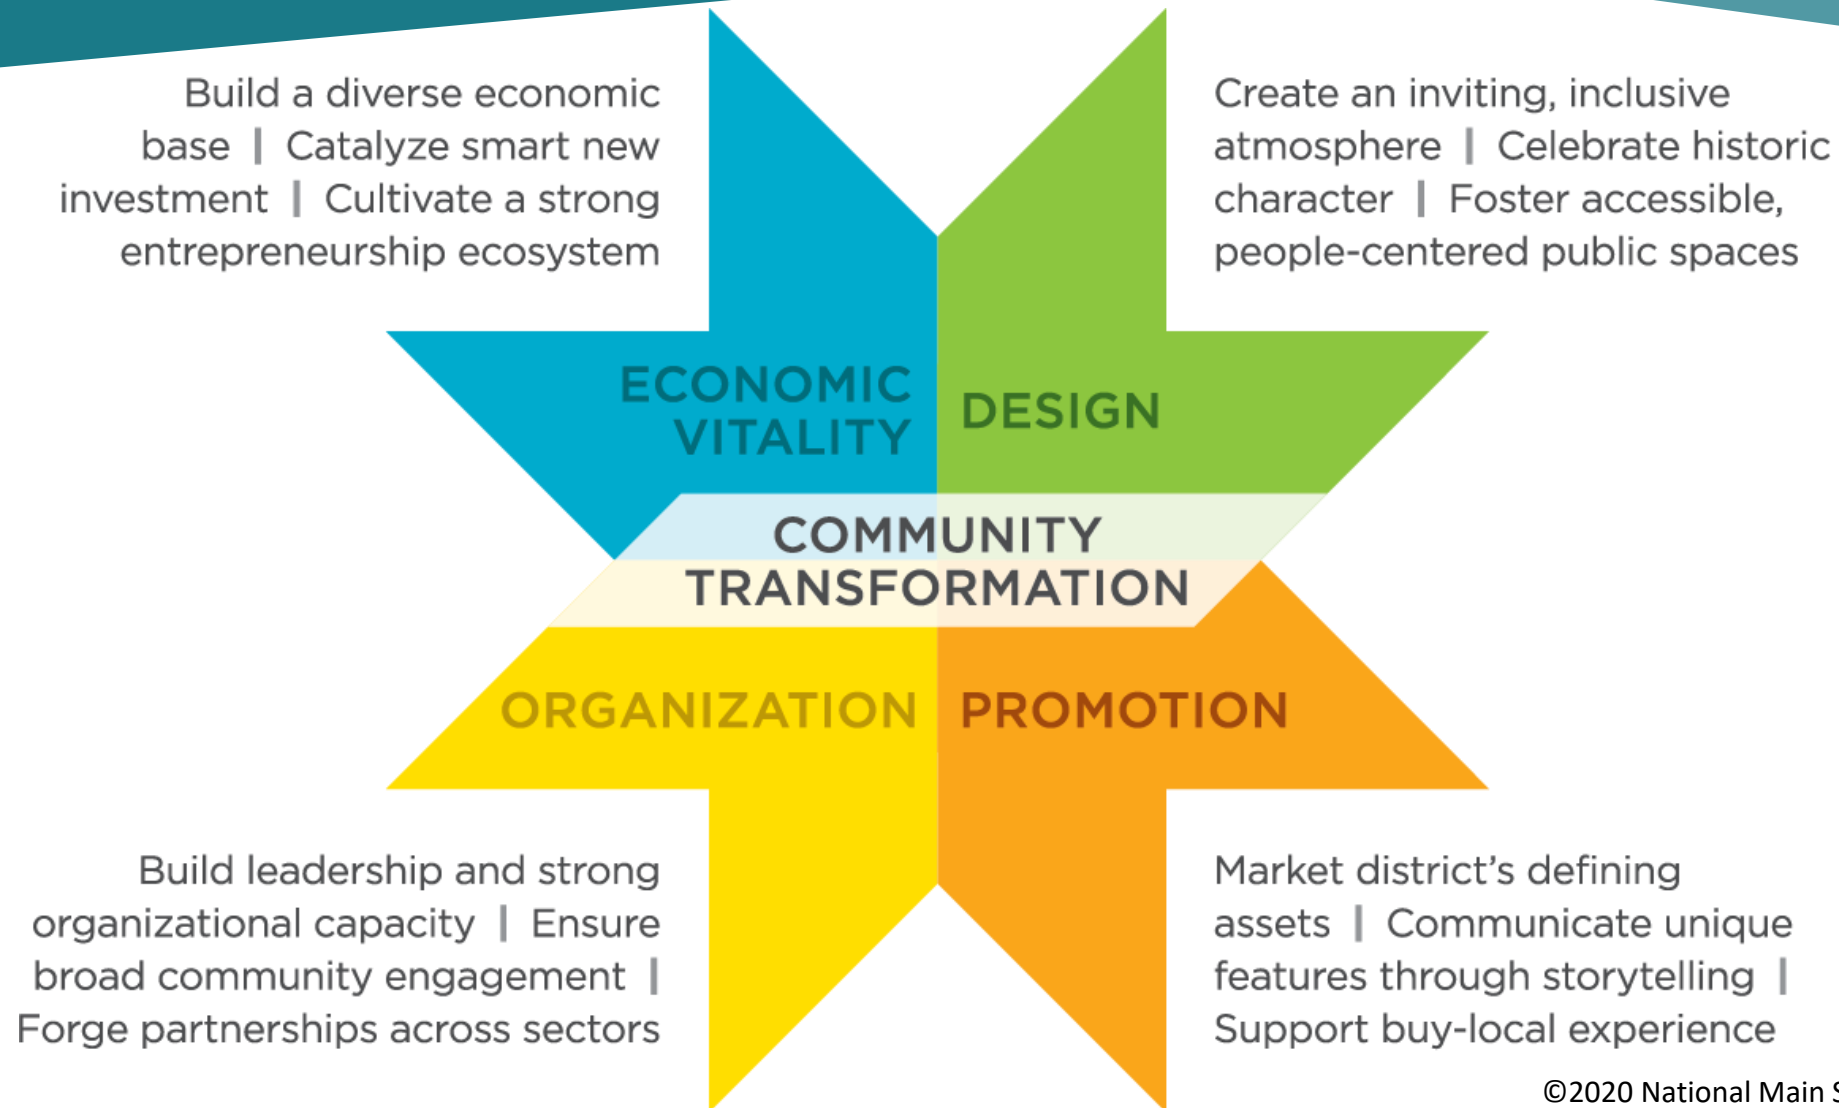 Build a diverse economic
base | Catalyze smart new
investment | Cultivate a strong
entrepreneurship ecosystem
Create an inviting, inclusive
atmosphere | Celebrate historic
character | Foster accessible,
people-centered public spaces
ECONOMIC
VITALITY
DESIGN
COMMUNITY
TRANSFORMATION
ORGANIZATION
PROMOTION
Build leadership and strong
organizational capacity | Ensure
broad community engagement |
Forge partnerships across sectors
Market district’s defining
assets | Communicate unique
features through storytelling |
Support buy-local experience
©2020 National Main